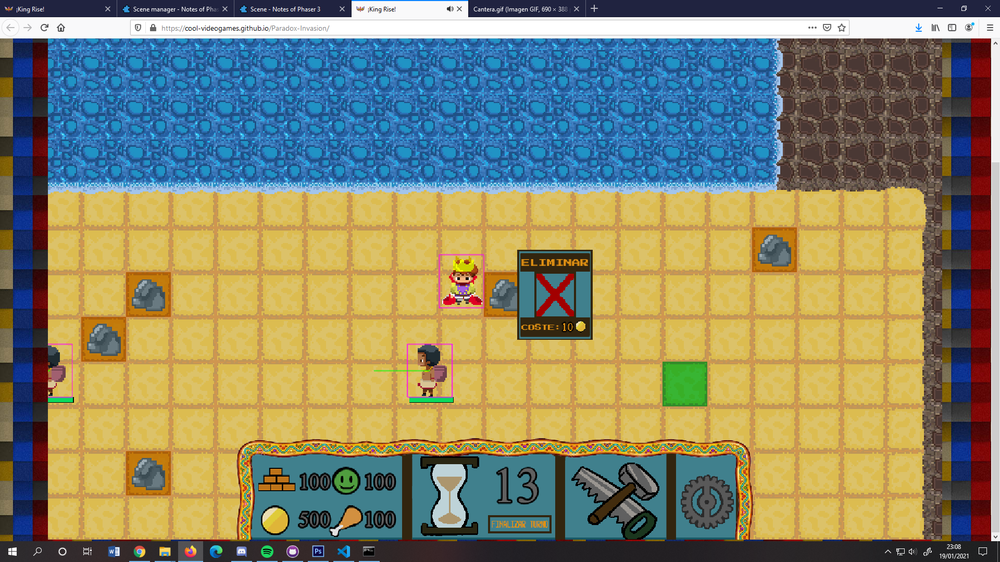 ¡King Rise!
Scene manager - Notes of Phas
Scene - Notes of Phaser 3
¡King Rise!
Cantera.gif (Imagen GIF, 690 × 388
https://cool-videogames.github.io/Paradox-Invasion/
ELIMINAR
COSTE: 10
100 100
13
500 100
FINALIZAR TURNO
23:08
19/01/2021